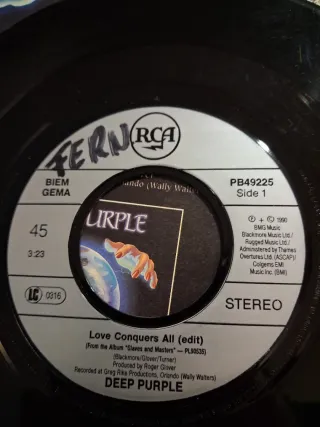 FERN
RCA
BIEM
GEMA
PB49225
Side 1
45
3:23
ando (Wally Walt
URPLE
℗ + © 1990
BMG Music
Blackmore Music Ltd./
Rugged Music Ltd./
Administered by Thames
Overtures Ltd. (ASCAP)/
Colgems EMI
Music Inc. (BMI)
LC 0316
STEREO
Love Conquers All (edit)
(From the Album "Slaves and Masters" – PL90535)
(Blackmore/Glover/Turner)
Produced by Roger Glover
Recorded at Greg Rike Productions, Orlando (Wally Walters)
DEEP PURPLE